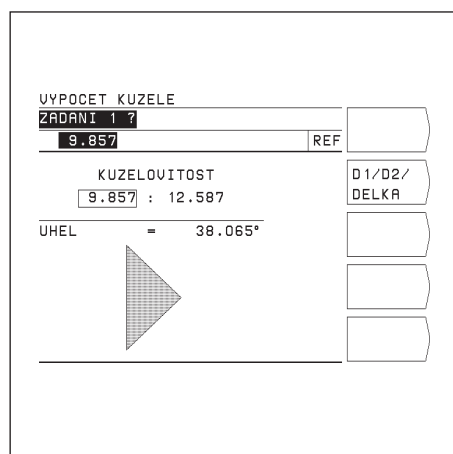 VYPOCET KUZELE
ZADANI 1 ?
9.857
REF
KUZELOVITOST
9.857 : 12.587
UHEL = 38.065°
D1/D2/
DELKA